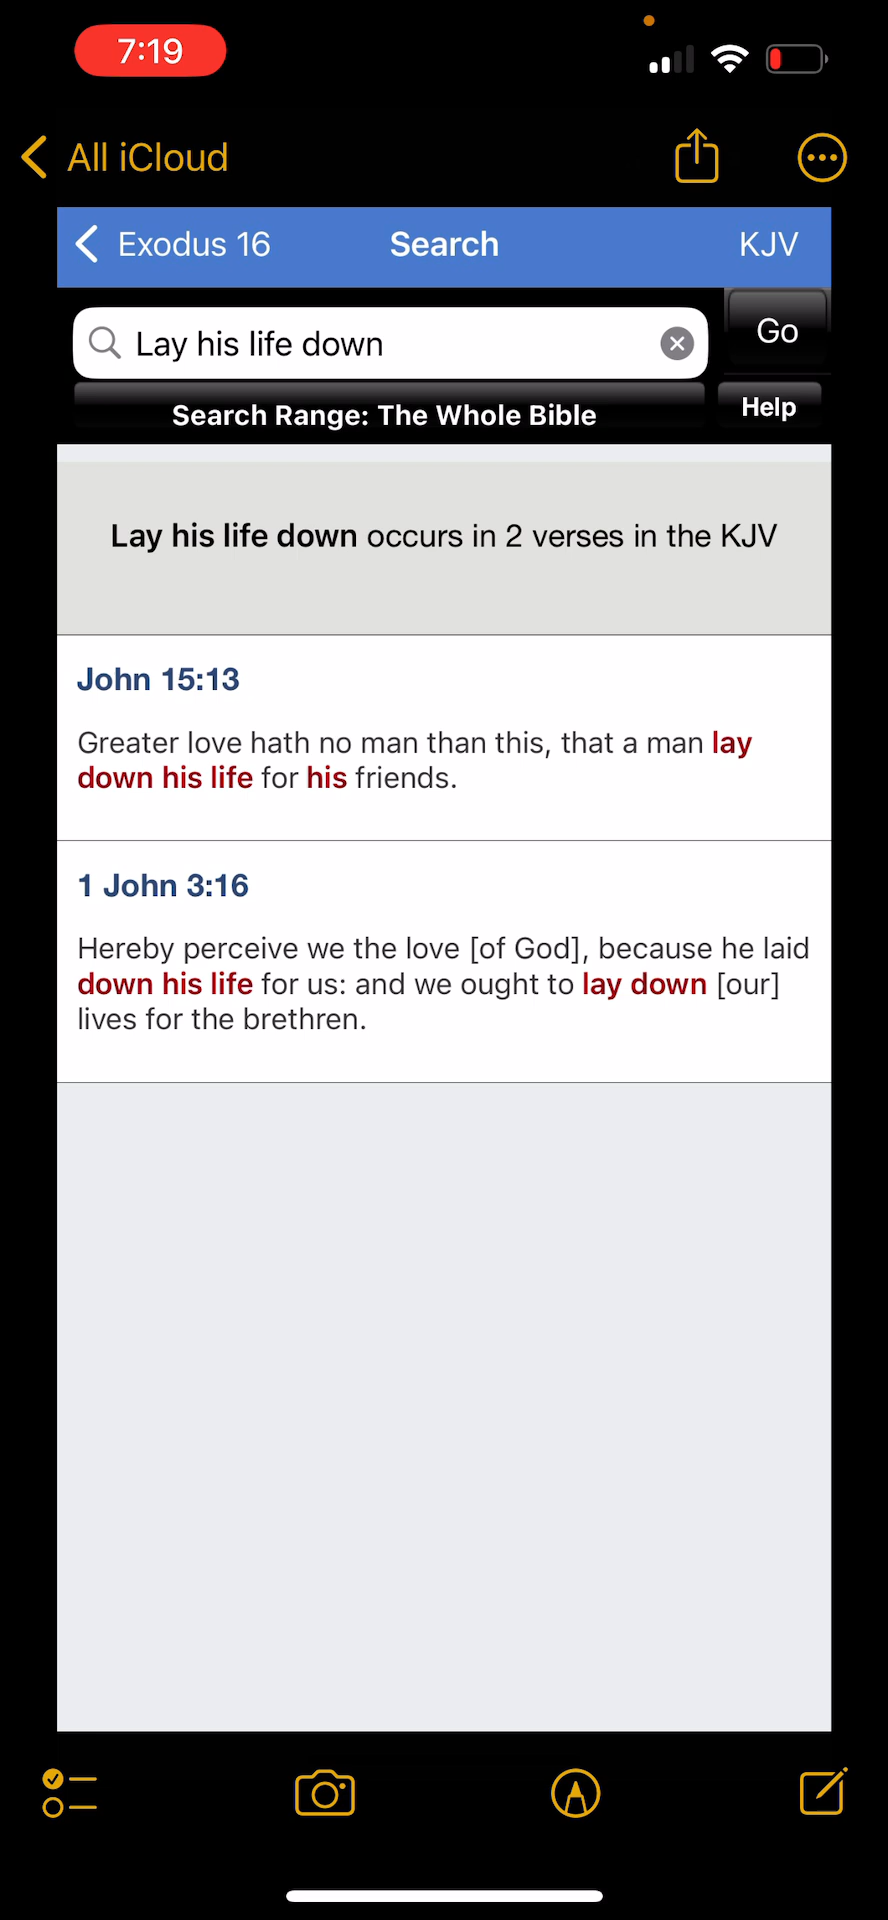 7:19
All iCloud
Exodus 16 Search KJV
Lay his life down
Go
Search Range: The Whole Bible
Help
Lay his life down occurs in 2 verses in the KJV
John 15:13
Greater love hath no man than this, that a man lay
down his life for his friends.
1 John 3:16
Hereby perceive we the love [of God], because he laid
down his life for us: and we ought to lay down [our]
lives for the brethren.